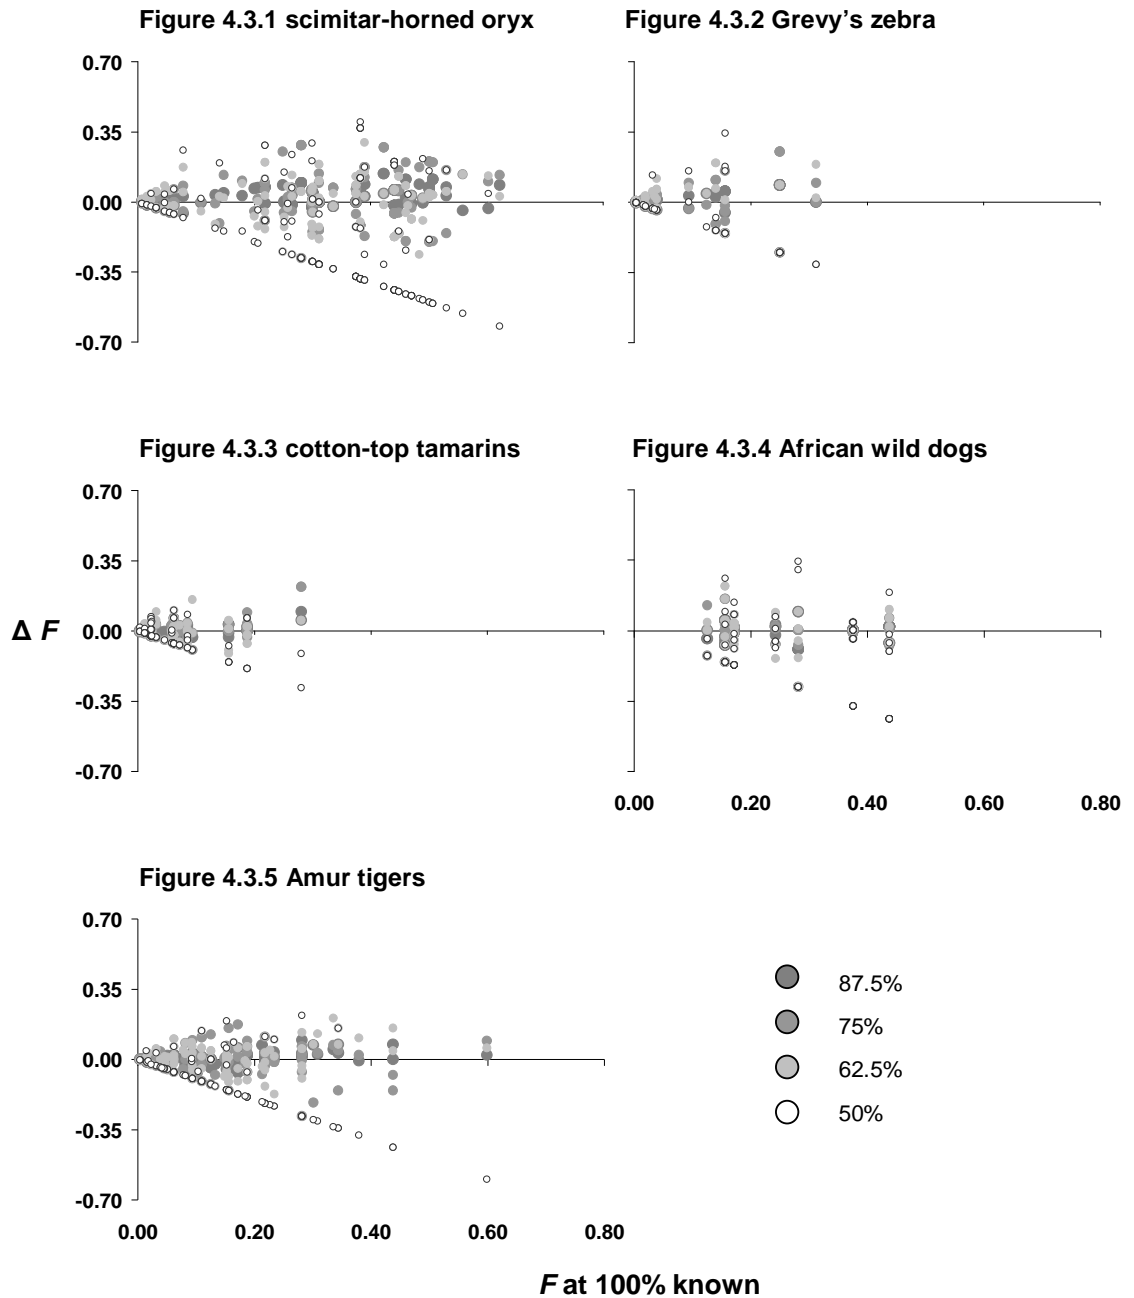 Figure 4.3.1 scimitar-horned oryx
Figure 4.3.2 Grevy’s zebra
0.70
0.35
0.00
-0.35
-0.70
Figure 4.3.3 cotton-top tamarins
Figure 4.3.4 African wild dogs
0.70
0.35
Δ F
0.00
-0.35
-0.70
0.00 0.20 0.40 0.60 0.80
Figure 4.3.5 Amur tigers
0.70
0.35
0.00
-0.35
-0.70
0.00 0.20 0.40 0.60 0.80
87.5%
75%
62.5%
50%
F at 100% known